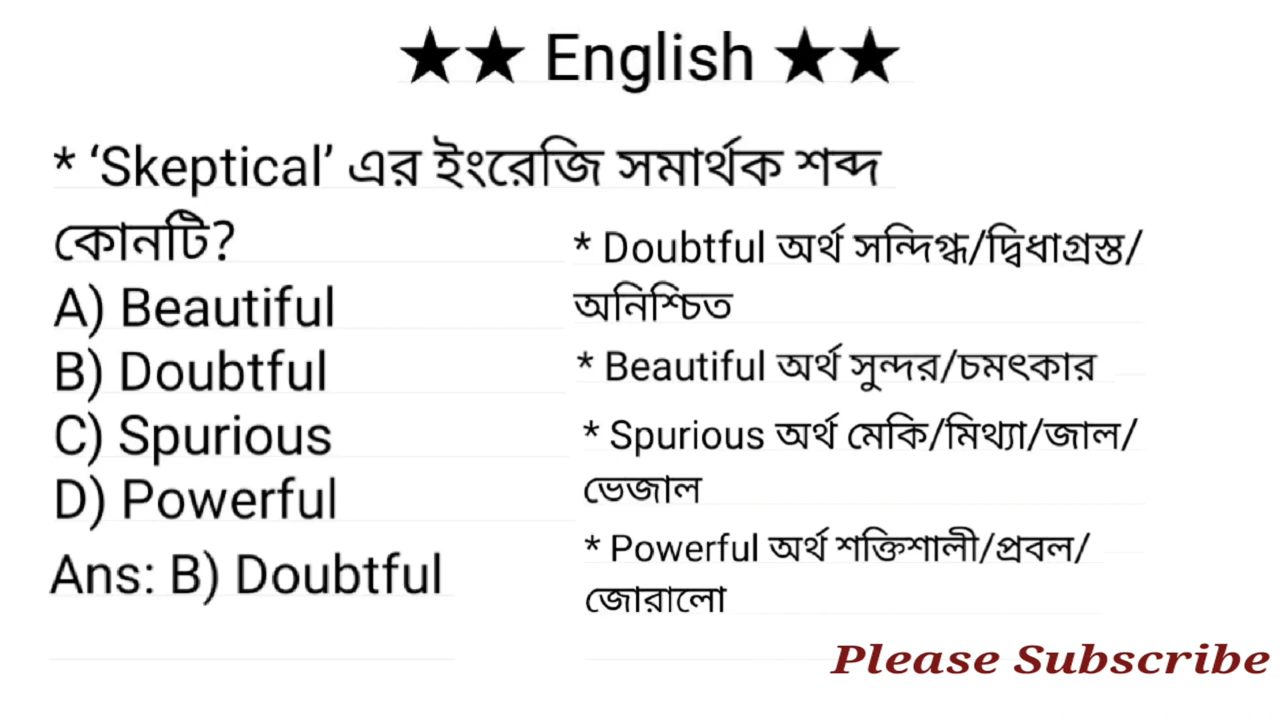 ★★ English ★★
* ‘Skeptical’ এর ইংরেজি সমার্থক শব্দ
কোনটি?
A) Beautiful
B) Doubtful
C) Spurious
D) Powerful
Ans: B) Doubtful
* Doubtful অর্থ সন্দিগ্ধ/দ্বিধাগ্রস্ত/
অনিশ্চিত
* Beautiful অর্থ সুন্দর/চমৎকার
* Spurious অর্থ মেকি/মিথ্যা/জাল/
ভেজাল
* Powerful অর্থ শক্তিশালী/প্রবল/
জোরালো
Please Subscribe